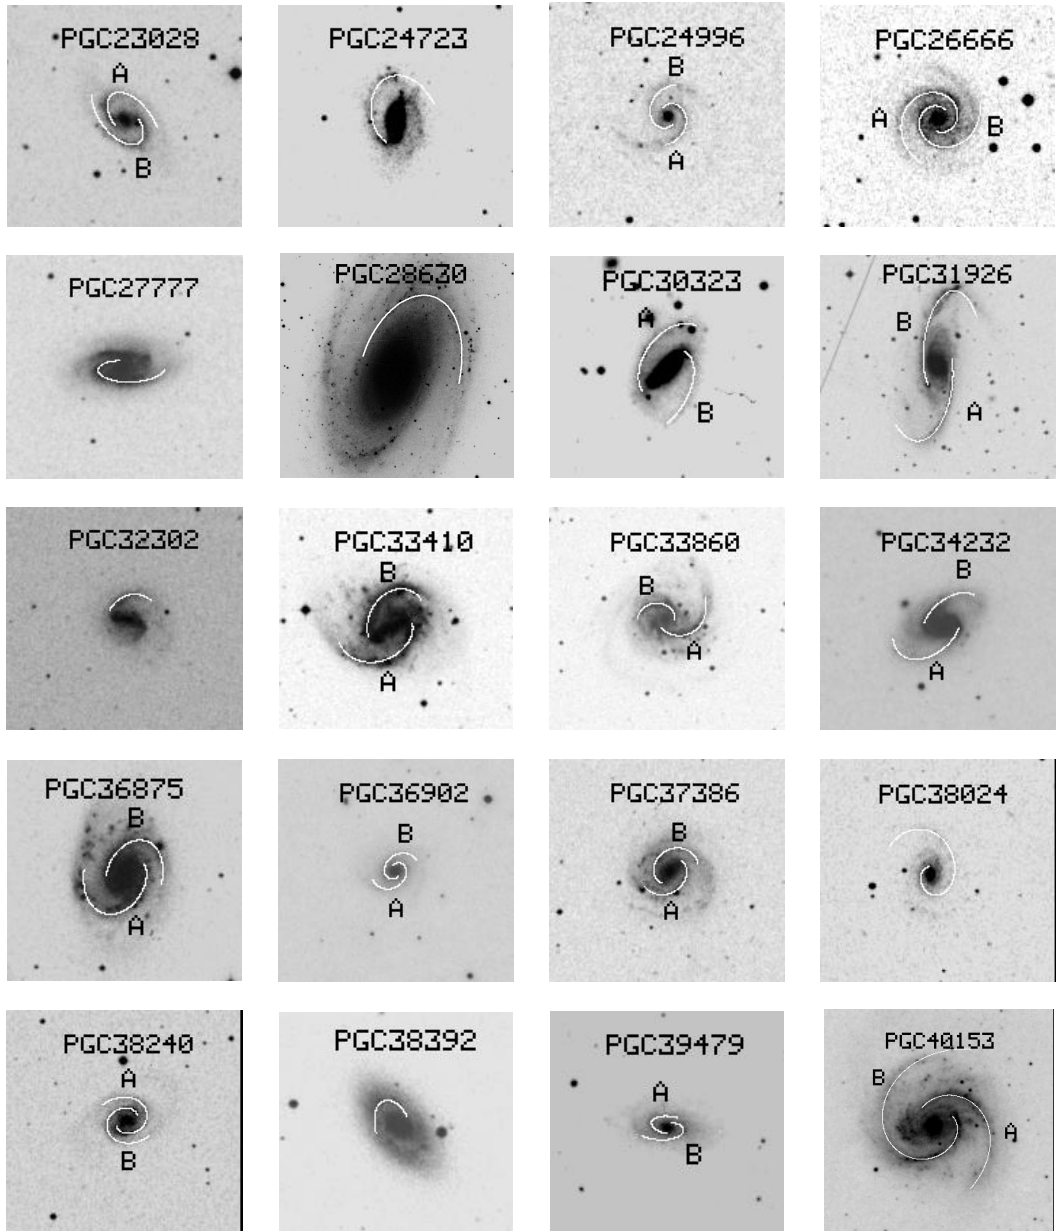 PGC23028
A
B
PGC24723
PGC24996
B
A
PGC26666
A
B
PGC27777
PGC28630
PGC30323
A
B
PGC31926
B
A
PGC32302
PGC33410
B
A
PGC33860
B
A
PGC34232
B
A
PGC36875
B
A
PGC36902
B
A
PGC37386
B
A
PGC38024
PGC38240
A
B
PGC38392
PGC39479
A
B
PGC40153
B
A